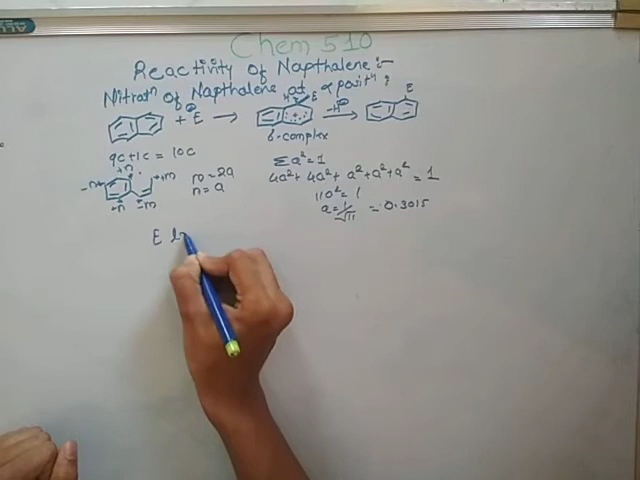 Chem 510
Reactivity of Napthalene :-
Nitratⁿ of Napthalene at α positⁿ :
+ E⊕ → H E -H⊕ → E
σ-complex
9C+1C = 10C
+n
-n +m
+n -m
m = 2a
n = a
Σa²=1
4a²+ 4a²+ a²+a²+a² = 1
11a² = 1
a = 1/√11 = 0.3015
E